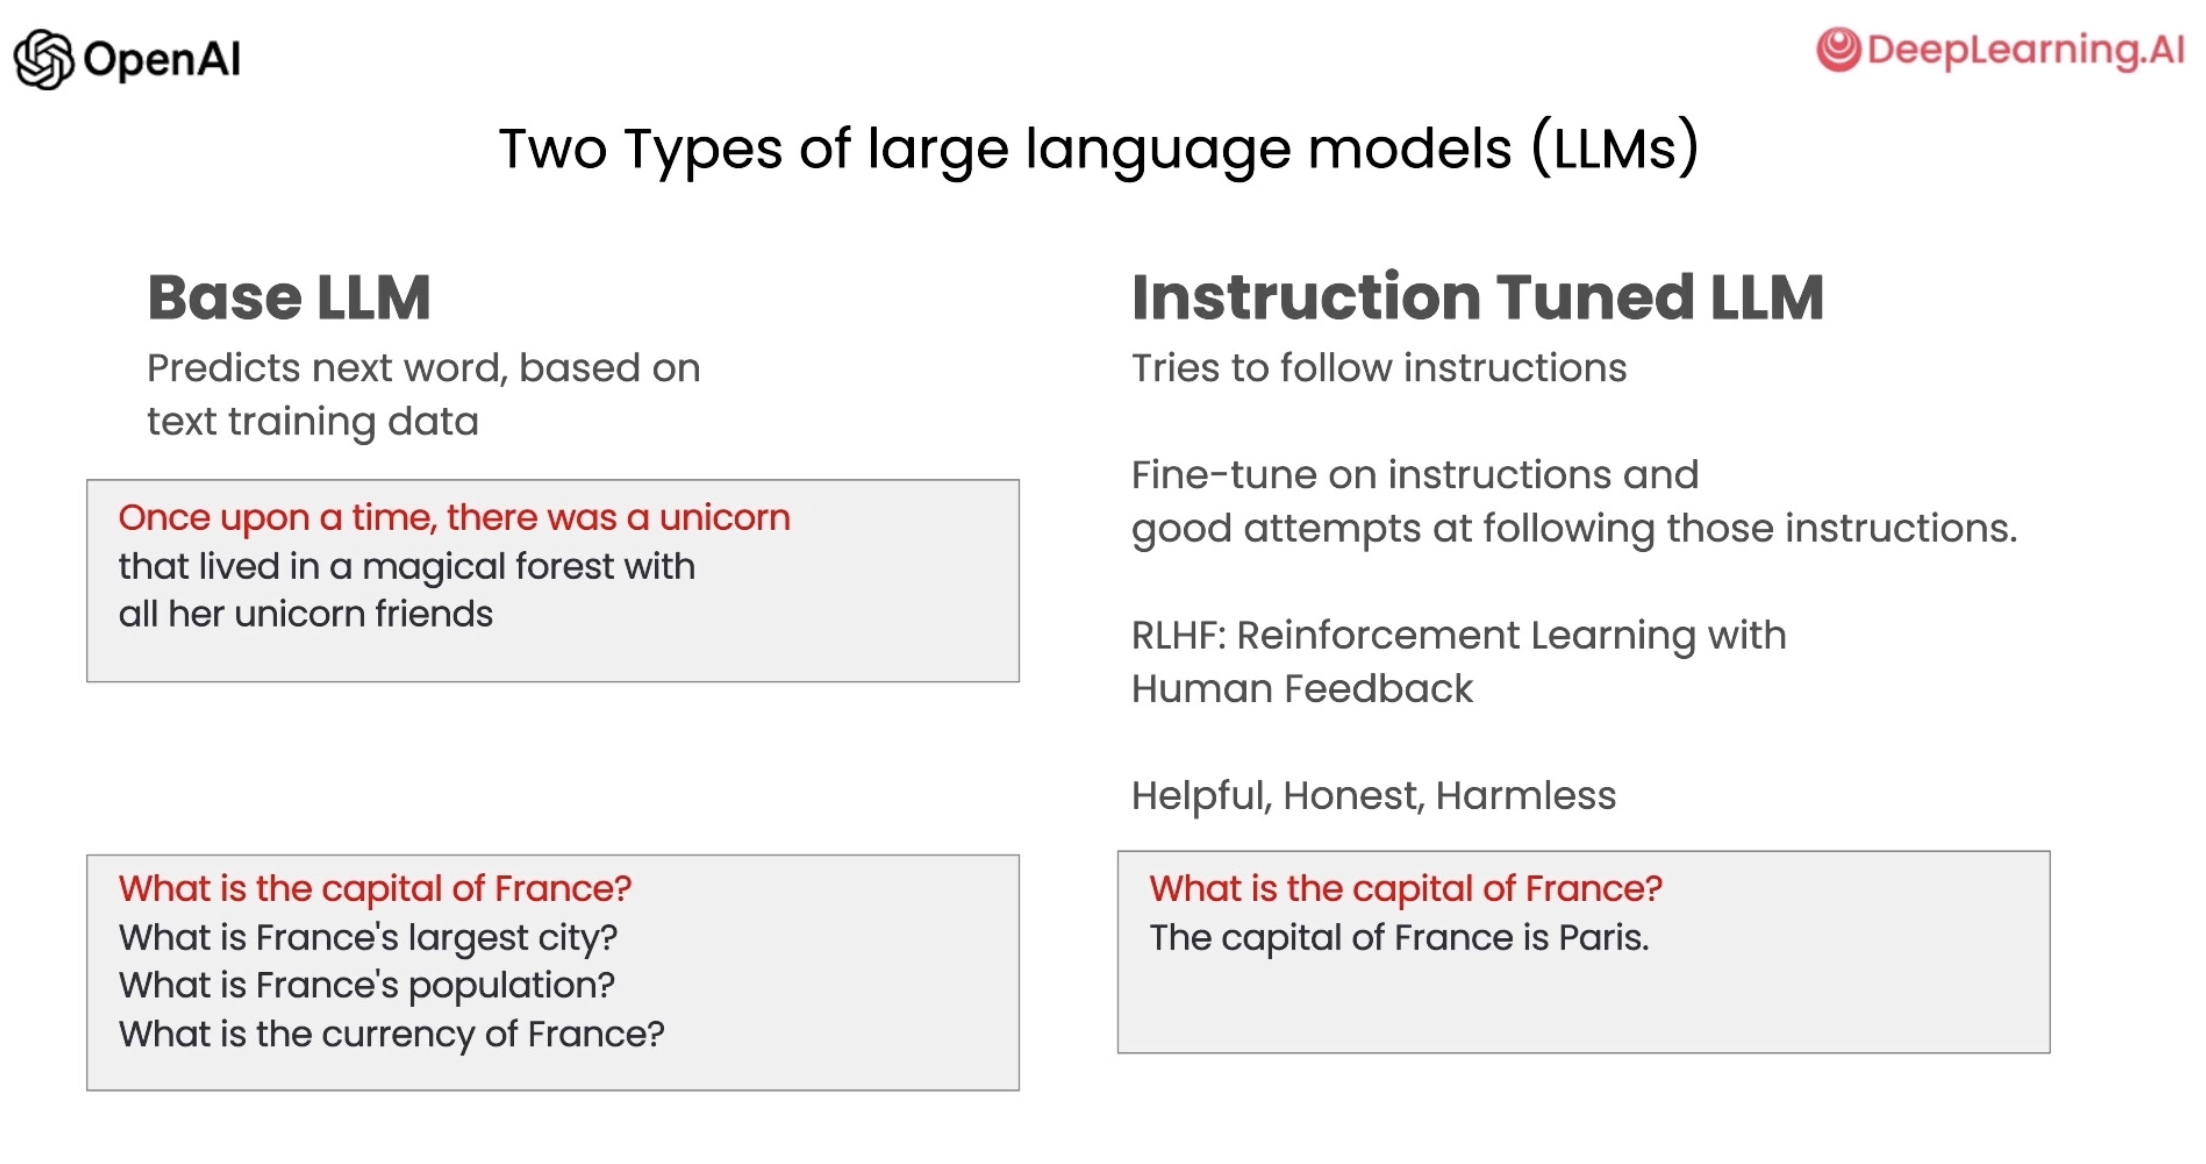 OpenAI
DeepLearning.AI
Two Types of large language models (LLMs)
Base LLM
Predicts next word, based on
text training data
Once upon a time, there was a unicorn
that lived in a magical forest with
all her unicorn friends
What is the capital of France?
What is France's largest city?
What is France's population?
What is the currency of France?
Instruction Tuned LLM
Tries to follow instructions
Fine-tune on instructions and
good attempts at following those instructions.
RLHF: Reinforcement Learning with
Human Feedback
Helpful, Honest, Harmless
What is the capital of France?
The capital of France is Paris.